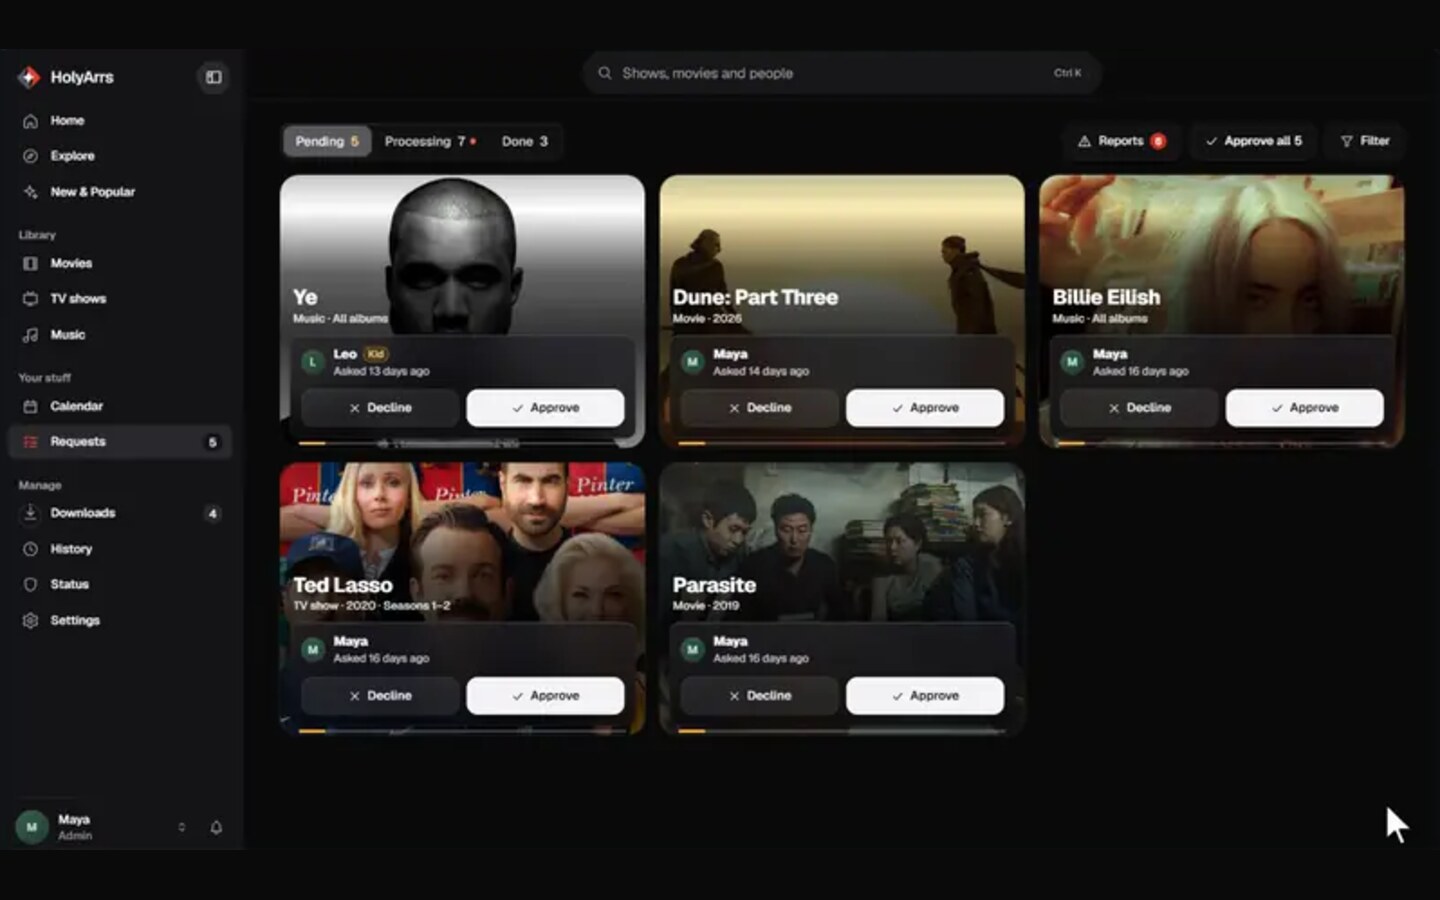 HolyArrs
Shows, movies and people
Ctrl K
Home
Explore
New & Popular
Library
Movies
TV shows
Music
Your stuff
Calendar
Requests 5
Manage
Downloads 4
History
Status
Settings
M
Maya
Admin
Pending 5
Processing 7
Done 3
Reports
Approve all 5
Filter
Ye
Music · All albums
L
Leo Kid
Asked 13 days ago
Decline
Approve
Dune: Part Three
Movie · 2026
M
Maya
Asked 14 days ago
Decline
Approve
Billie Eilish
Music · All albums
M
Maya
Asked 16 days ago
Decline
Approve
Pinter
Ted Lasso
TV show · 2020 · Seasons 1–2
M
Maya
Asked 16 days ago
Decline
Approve
Parasite
Movie · 2019
M
Maya
Asked 16 days ago
Decline
Approve